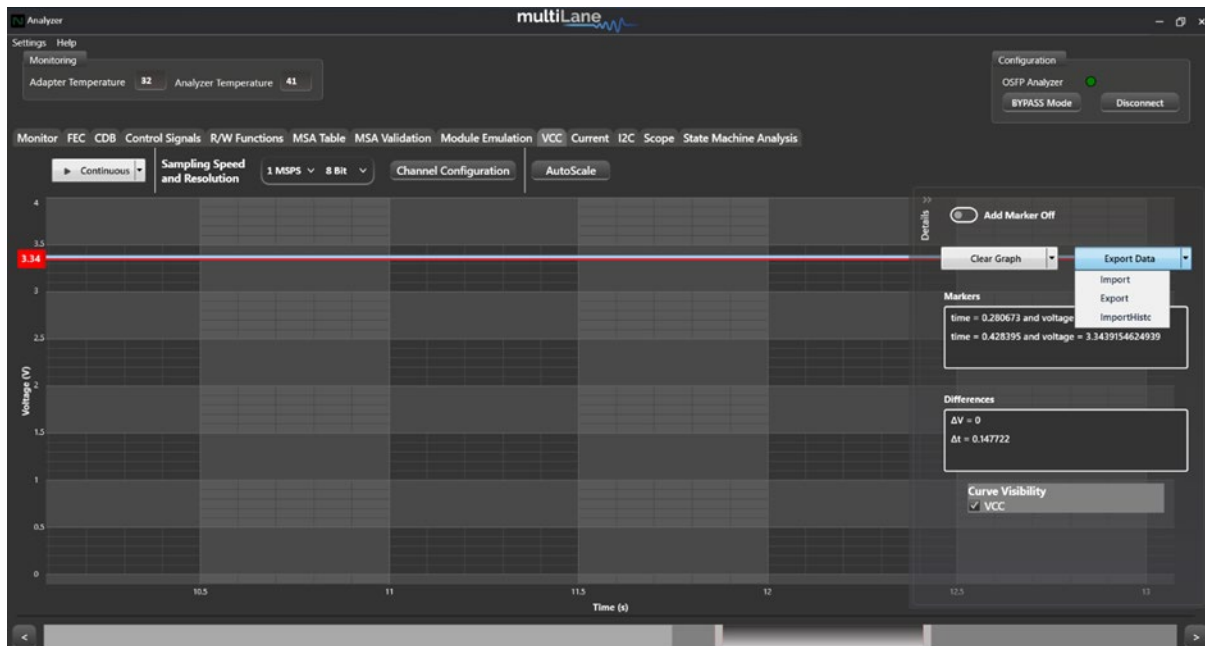 Analyzer
multiLane
Settings Help
Monitoring
Adapter Temperature 32 Analyzer Temperature 41
Configuration
OSFP Analyzer
BYPASS Mode Disconnect
Monitor FEC CDB Control Signals R/W Functions MSA Table MSA Validation Module Emulation VCC Current I2C Scope State Machine Analysis
Continuous
Sampling Speed
and Resolution
1 MSPS 8 Bit
Channel Configuration
AutoScale
>>
Details
Add Marker Off
Clear Graph
Export Data
Import
Export
ImportHistc
Markers
time = 0.280673 and voltage
time = 0.428395 and voltage = 3.3439154624939
Differences
ΔV = 0
Δt = 0.147722
Curve Visibility
VCC
Voltage (V)
4
3.5
3.34
3
2.5
2
1.5
1
0.5
0
10.5 11 11.5 12 12.5 13
Time (s)
< >